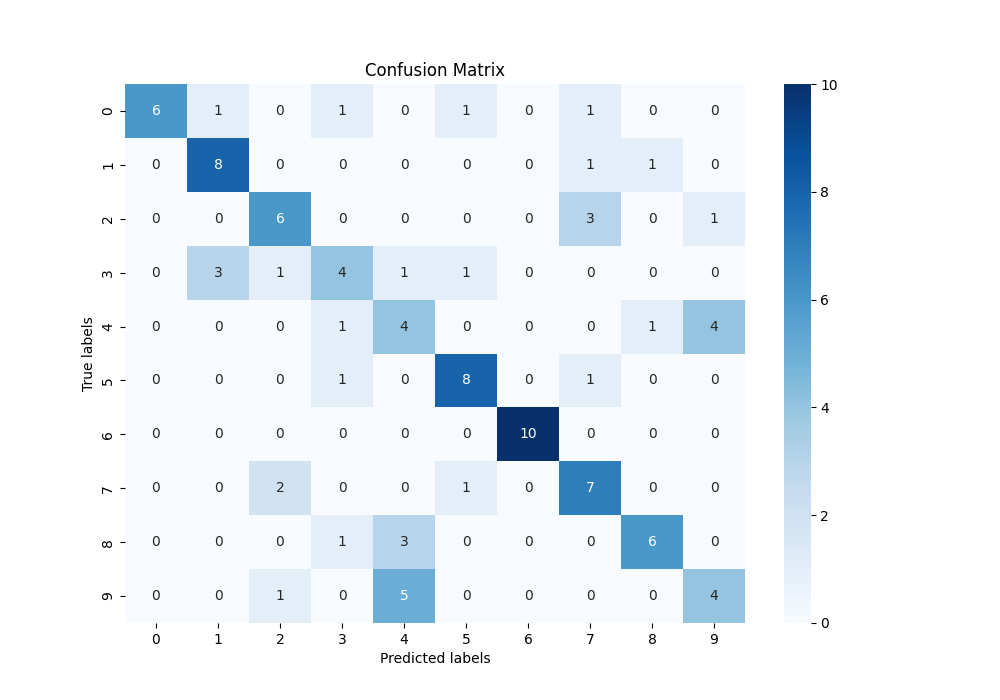 Confusion Matrix
True labels
0 6 1 0 1 0 1 0 1 0 0
1 0 8 0 0 0 0 0 1 1 0
2 0 0 6 0 0 0 0 3 0 1
3 0 3 1 4 1 1 0 0 0 0
4 0 0 0 1 4 0 0 0 1 4
5 0 0 0 1 0 8 0 1 0 0
6 0 0 0 0 0 0 10 0 0 0
7 0 0 2 0 0 1 0 7 0 0
8 0 0 0 1 3 0 0 0 6 0
9 0 0 1 0 5 0 0 0 0 4
0 1 2 3 4 5 6 7 8 9
Predicted labels
10
8
6
4
2
0